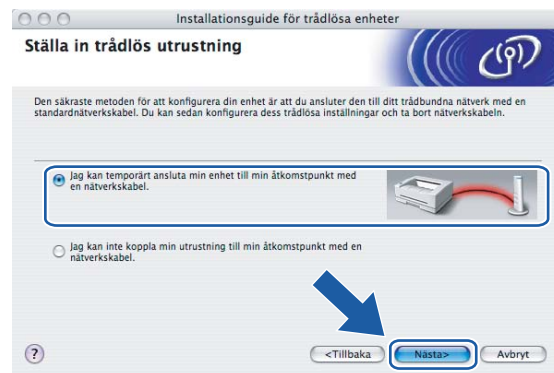 Installationsguide för trådlösa enheter
Ställa in trådlös utrustning
Den säkraste metoden för att konfigurera din enhet är att du ansluter den till ditt trådbundna nätverk med en
standardnätverkskabel. Du kan sedan konfigurera dess trådlösa inställningar och ta bort nätverkskabeln.
Jag kan temporärt ansluta min enhet till min åtkomstpunkt med
en nätverkskabel.
Jag kan inte koppla min utrustning till min åtkomstpunkt med en
nätverkskabel.
? <Tillbaka Nästa> Avbryt